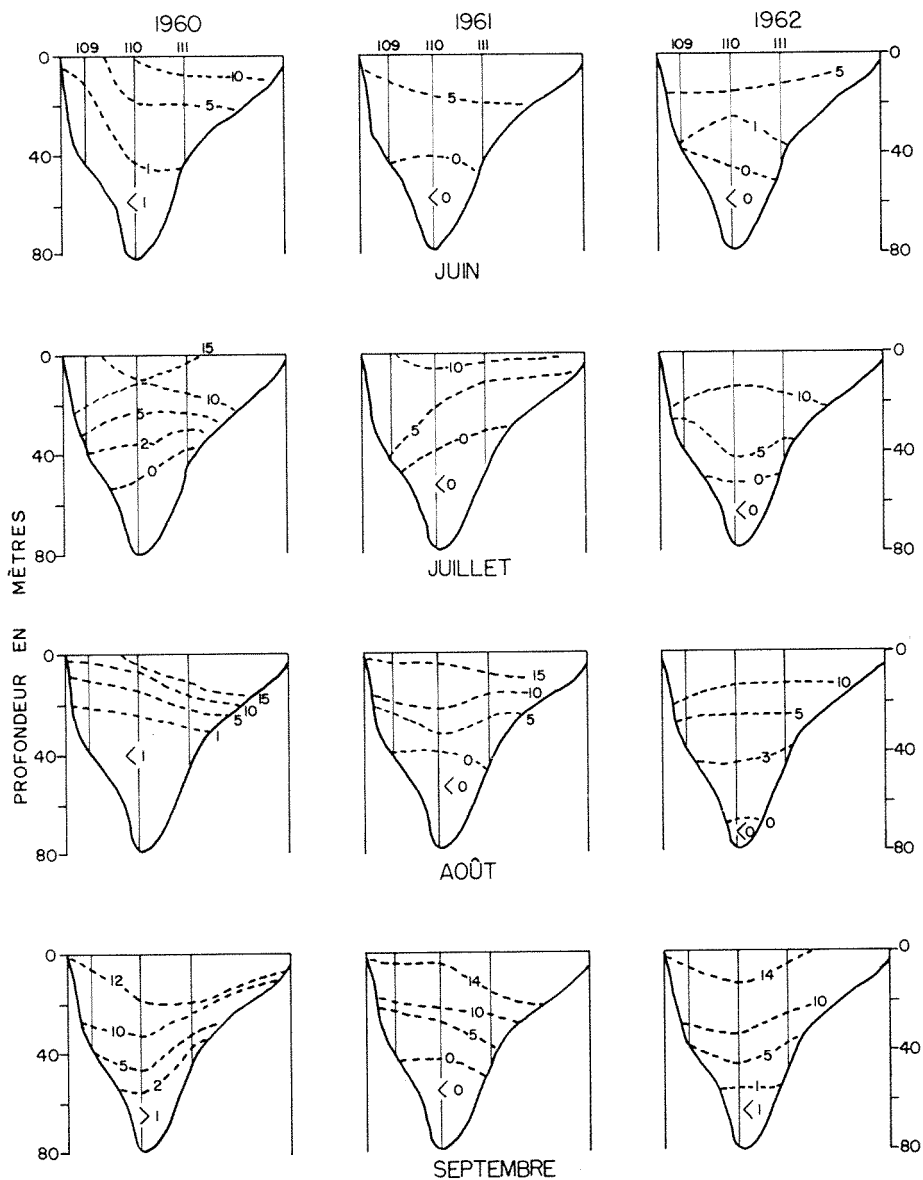 1960 1961 1962
109 110 111 109 110 111 109 110 111
0 10 5 1 <1 40 80
5 0 <0
0 5 1 0 <0 40 80
JUIN
0 15 10 5 2 0 40 80
10 5 0 <0
0 10 5 0 <0 40 80
JUILLET
PROFONDEUR EN MÈTRES
0 15 10 5 1 <1 40 80
15 10 5 0 <0
0 10 5 3 0 <0 40 80
AOÛT
0 12 10 5 2 >1 40 80
14 10 5 0 <0
0 14 10 5 1 <1 40 80
SEPTEMBRE